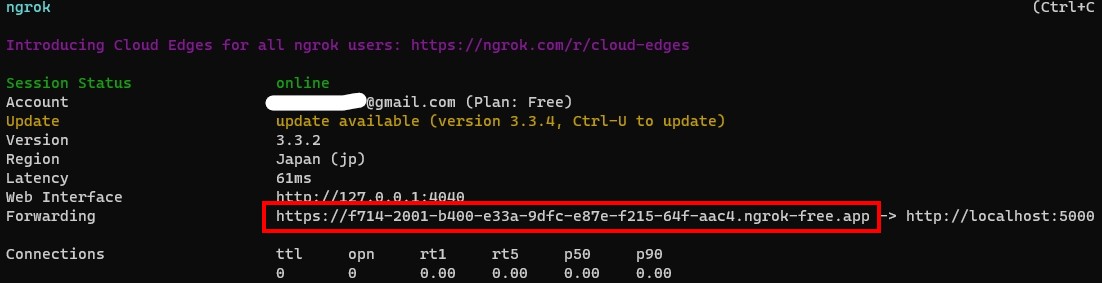 ngrok (Ctrl+C
Introducing Cloud Edges for all ngrok users: https://ngrok.com/r/cloud-edges
Session Status online
Account @gmail.com (Plan: Free)
Update update available (version 3.3.4, Ctrl-U to update)
Version 3.3.2
Region Japan (jp)
Latency 61ms
Web Interface http://127.0.0.1:4040
Forwarding https://f714-2001-b400-e33a-9dfc-e87e-f215-64f-aac4.ngrok-free.app -> http://localhost:5000
Connections ttl opn rt1 rt5 p50 p90
0 0 0.00 0.00 0.00 0.00